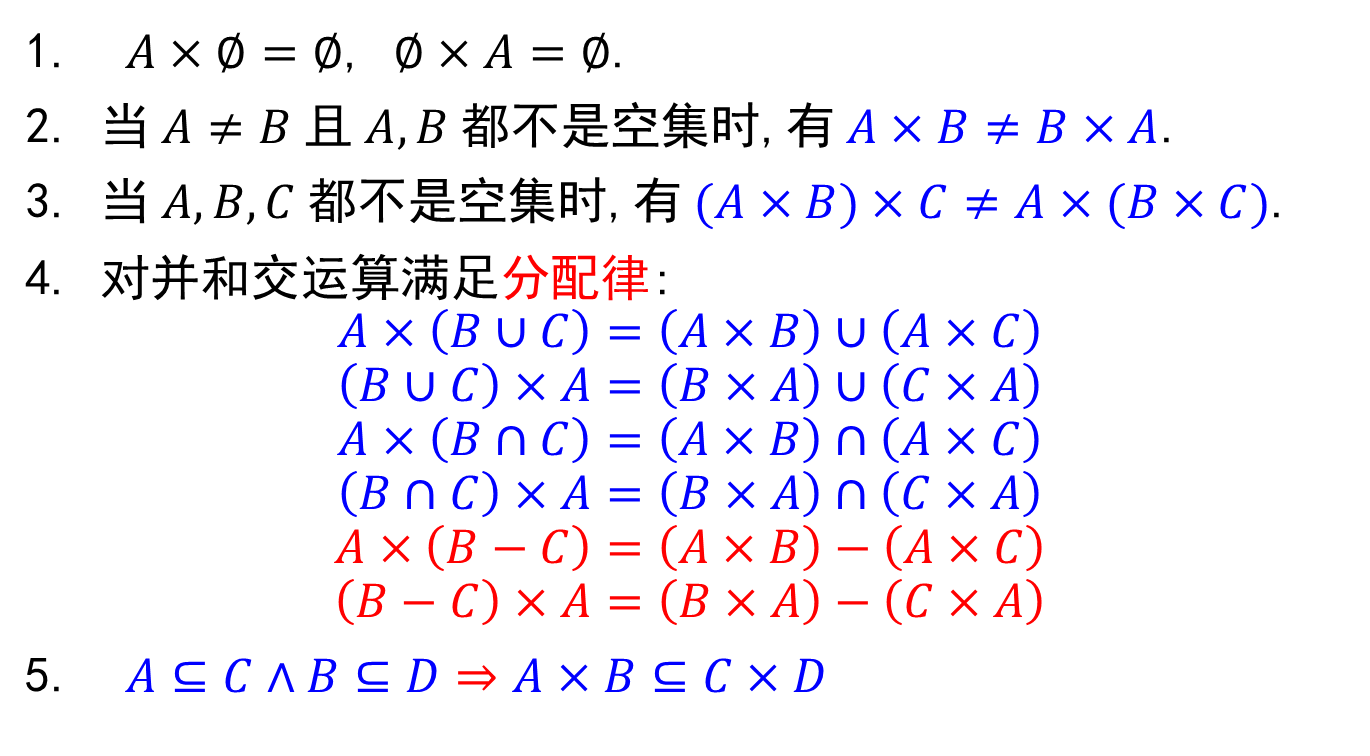 1. A × ∅ = ∅, ∅ × A = ∅.
2. 当 A ≠ B 且 A, B 都不是空集时, 有 A × B ≠ B × A.
3. 当 A, B, C 都不是空集时, 有 (A × B) × C ≠ A × (B × C).
4. 对并和交运算满足分配律:
A × (B ∪ C) = (A × B) ∪ (A × C)
(B ∪ C) × A = (B × A) ∪ (C × A)
A × (B ∩ C) = (A × B) ∩ (A × C)
(B ∩ C) × A = (B × A) ∩ (C × A)
A × (B − C) = (A × B) − (A × C)
(B − C) × A = (B × A) − (C × A)
5. A ⊆ C ∧ B ⊆ D ⇒ A × B ⊆ C × D